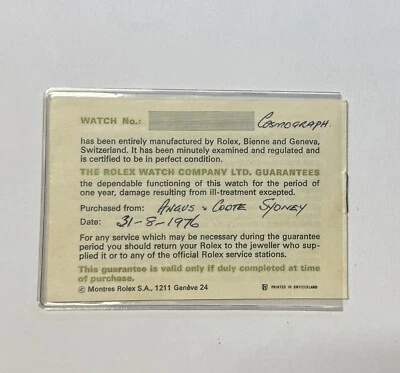 WATCH No.: Cosmograph.
has been entirely manufactured by Rolex, Bienne and Geneva,
Switzerland. It has been minutely examined and regulated and
is certified to be in perfect condition.
THE ROLEX WATCH COMPANY LTD. GUARANTEES
the dependable functioning of this watch for the period of
one year, damage resulting from ill-treatment excepted.
Purchased from: ANGUS & COOTE SYDNEY
Date: 31-8-1976
For any service which may be necessary during the guarantee
period you should return your Rolex to the jeweller who sup-
plied it or to any of the official Rolex service stations.
This guarantee is valid only if duly completed at time
of purchase.
© Montres Rolex S.A., 1211 Genève 24 PRINTED IN SWITZERLAND